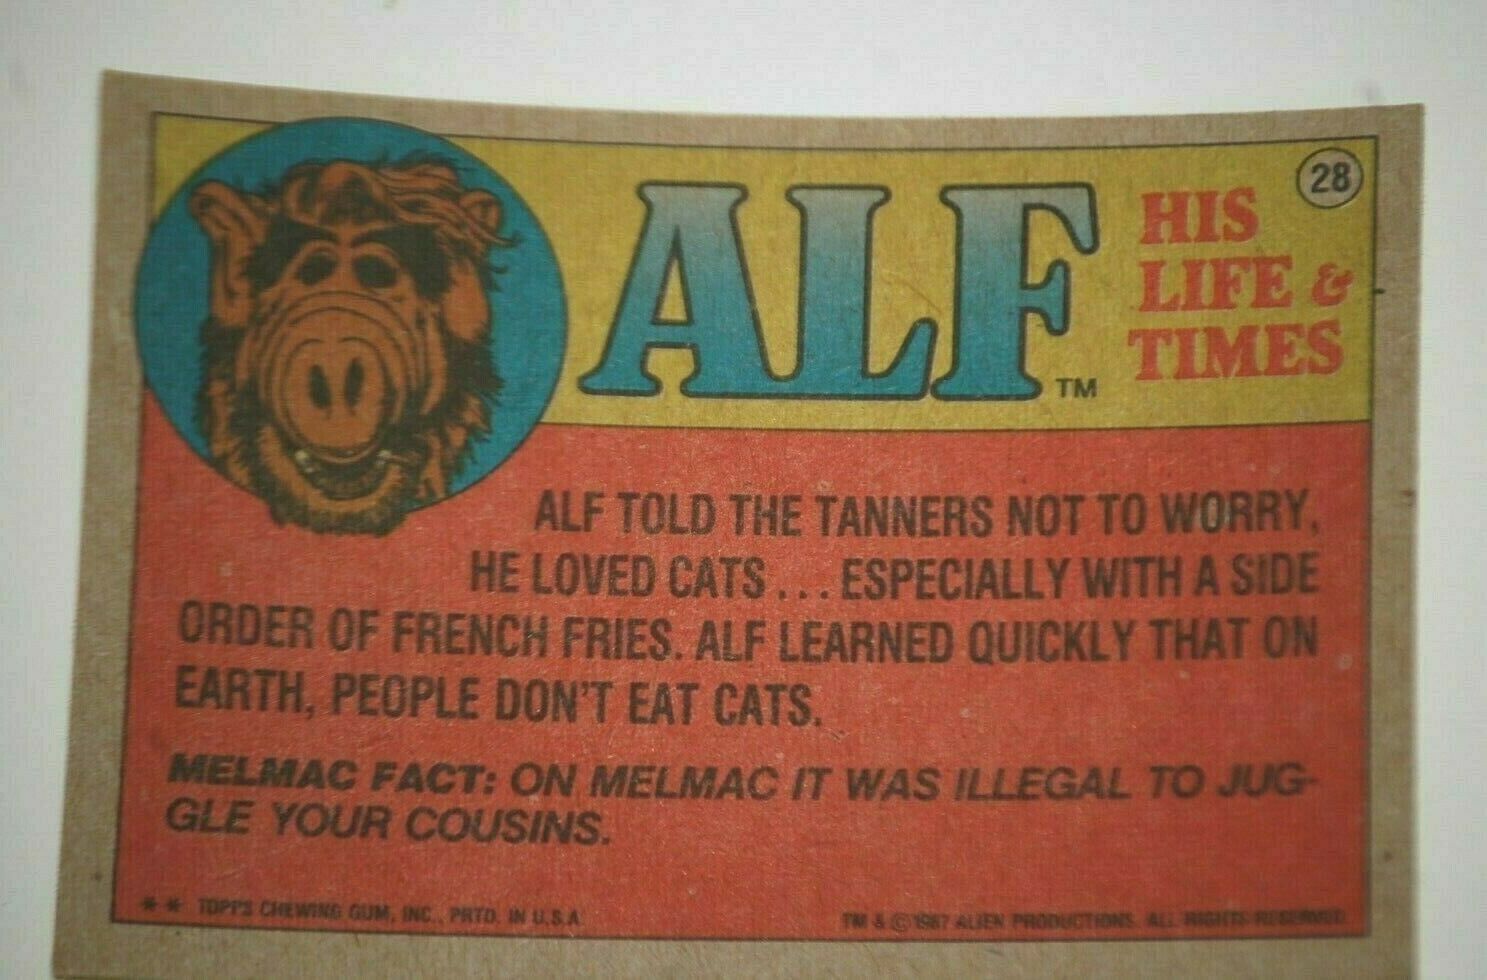 28
ALF TM
HIS
LIFE &
TIMES
ALF TOLD THE TANNERS NOT TO WORRY,
HE LOVED CATS... ESPECIALLY WITH A SIDE
ORDER OF FRENCH FRIES. ALF LEARNED QUICKLY THAT ON
EARTH, PEOPLE DON'T EAT CATS.
MELMAC FACT: ON MELMAC IT WAS ILLEGAL TO JUG-
GLE YOUR COUSINS.
** TOPPS CHEWING GUM, INC., PRTD. IN U.S.A.
TM & © 1987 ALIEN PRODUCTIONS. ALL RIGHTS RESERVED.